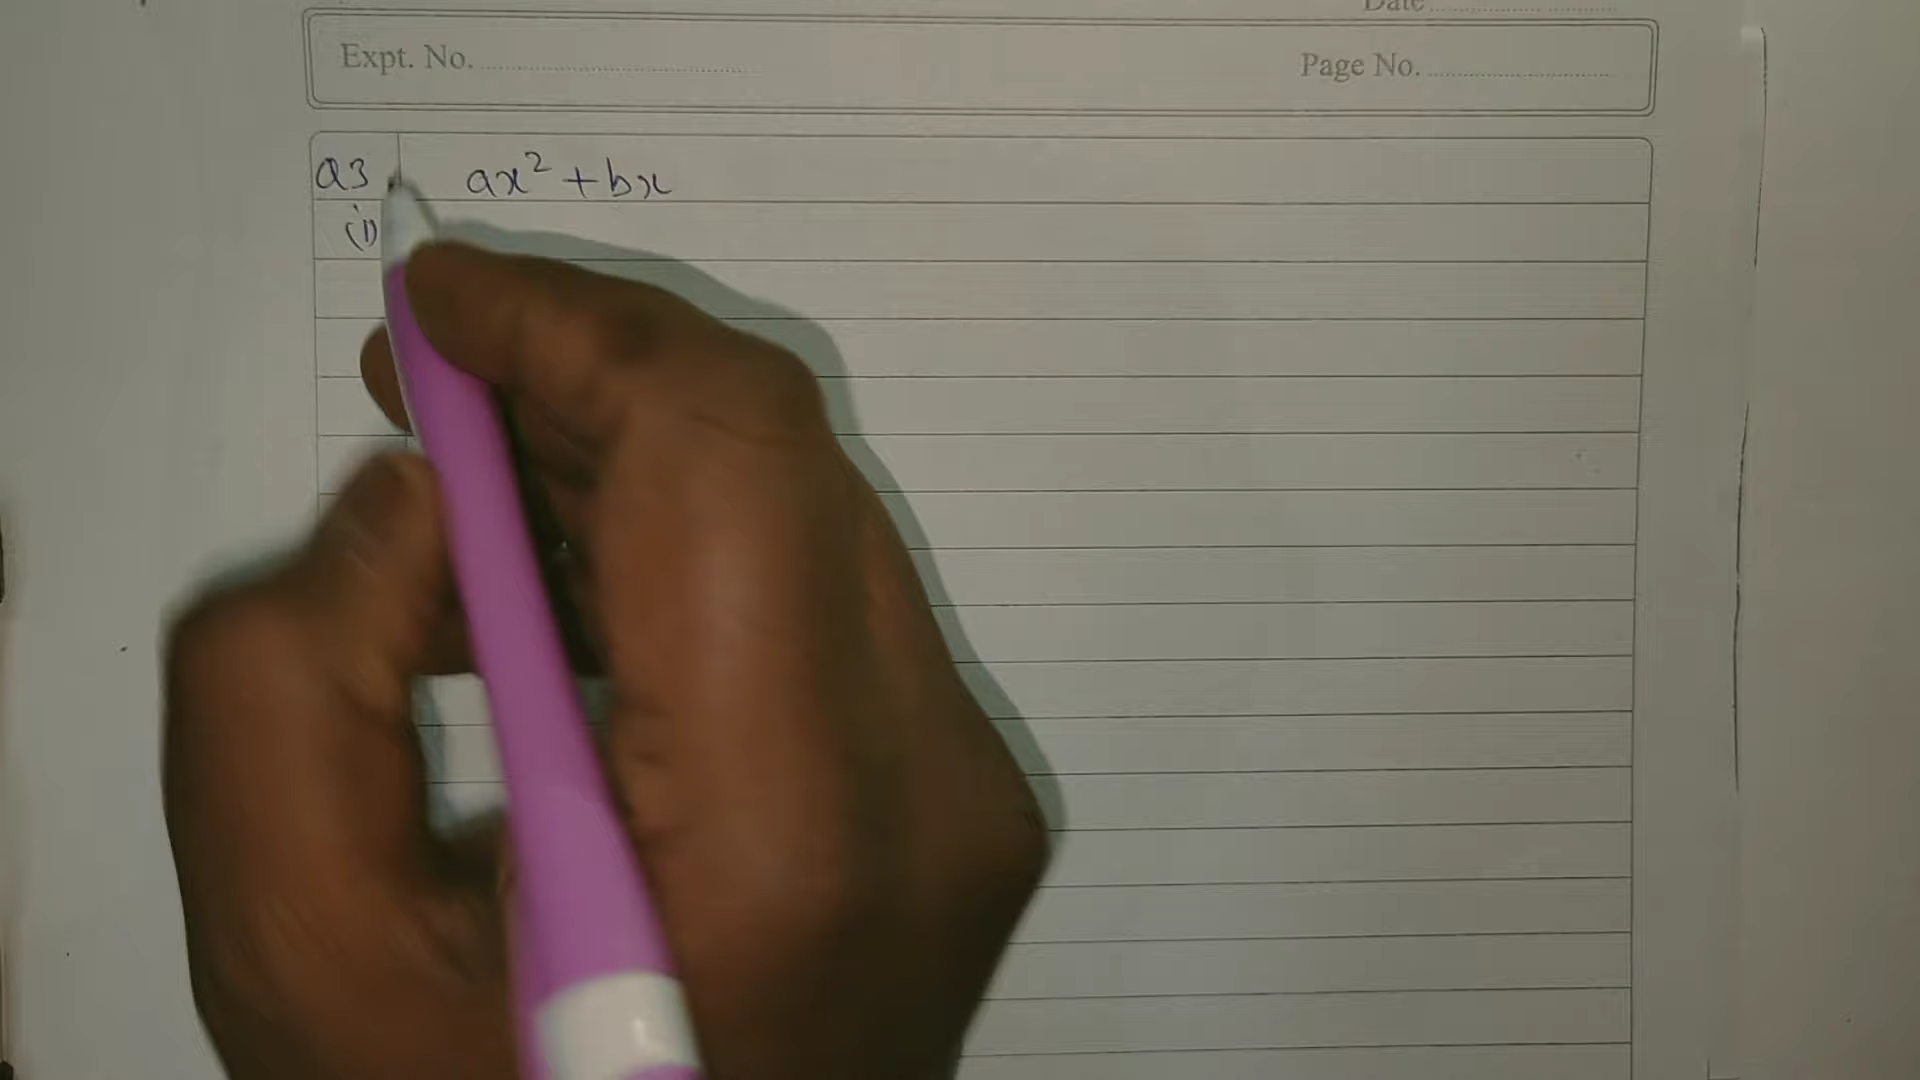 Date
Expt. No.
Page No.
Q3 ax² + bx
(i)